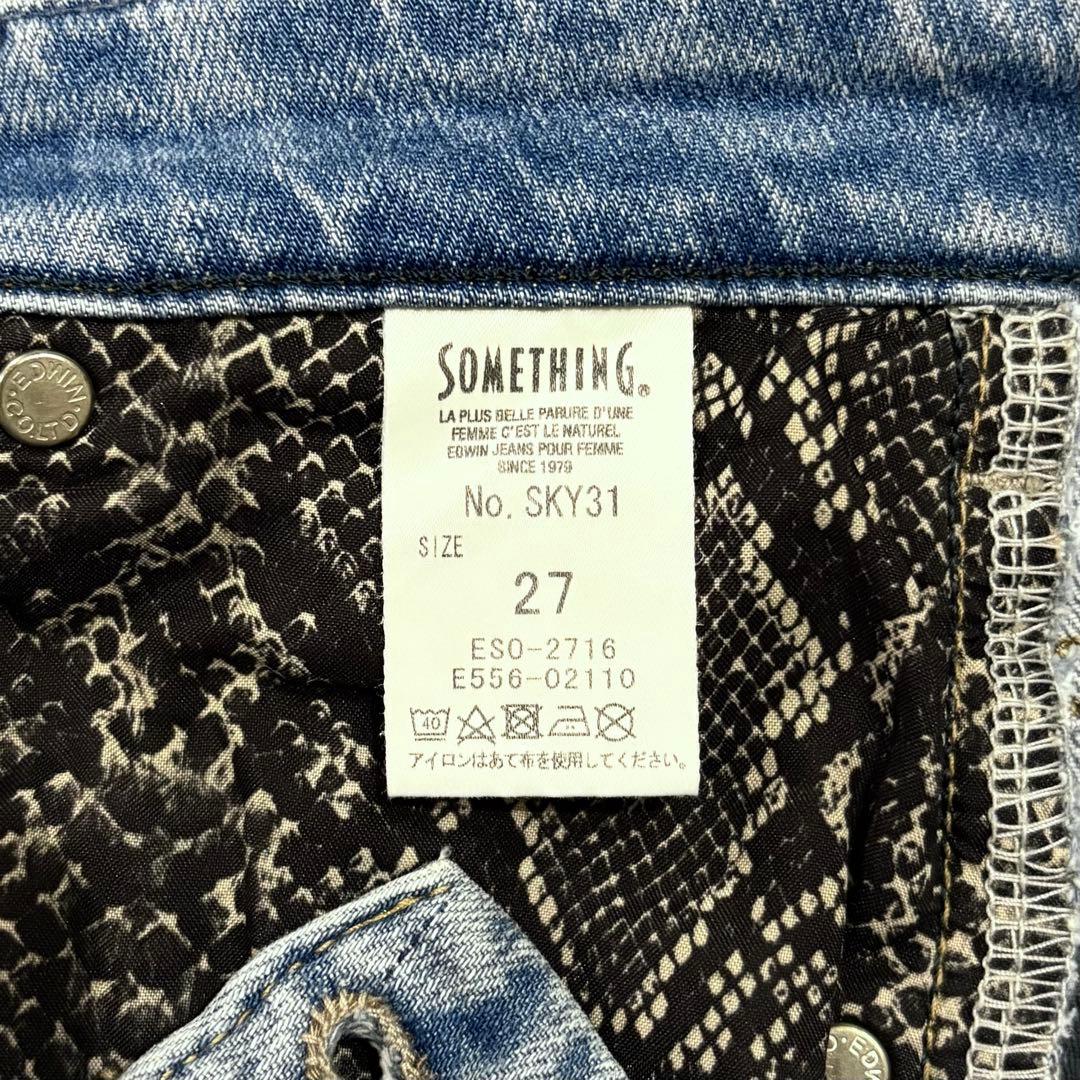 SOMETHING®
LA PLUS BELLE PARURE D'UNE
FEMME C'EST LE NATUREL
EDWIN JEANS POUR FEMME
SINCE 1979
No. SKY31
SIZE
27
ESO-2716
E556-02110
40
アイロンはあて布を使用してください。
EDWIN
CO LTD
EDWIN